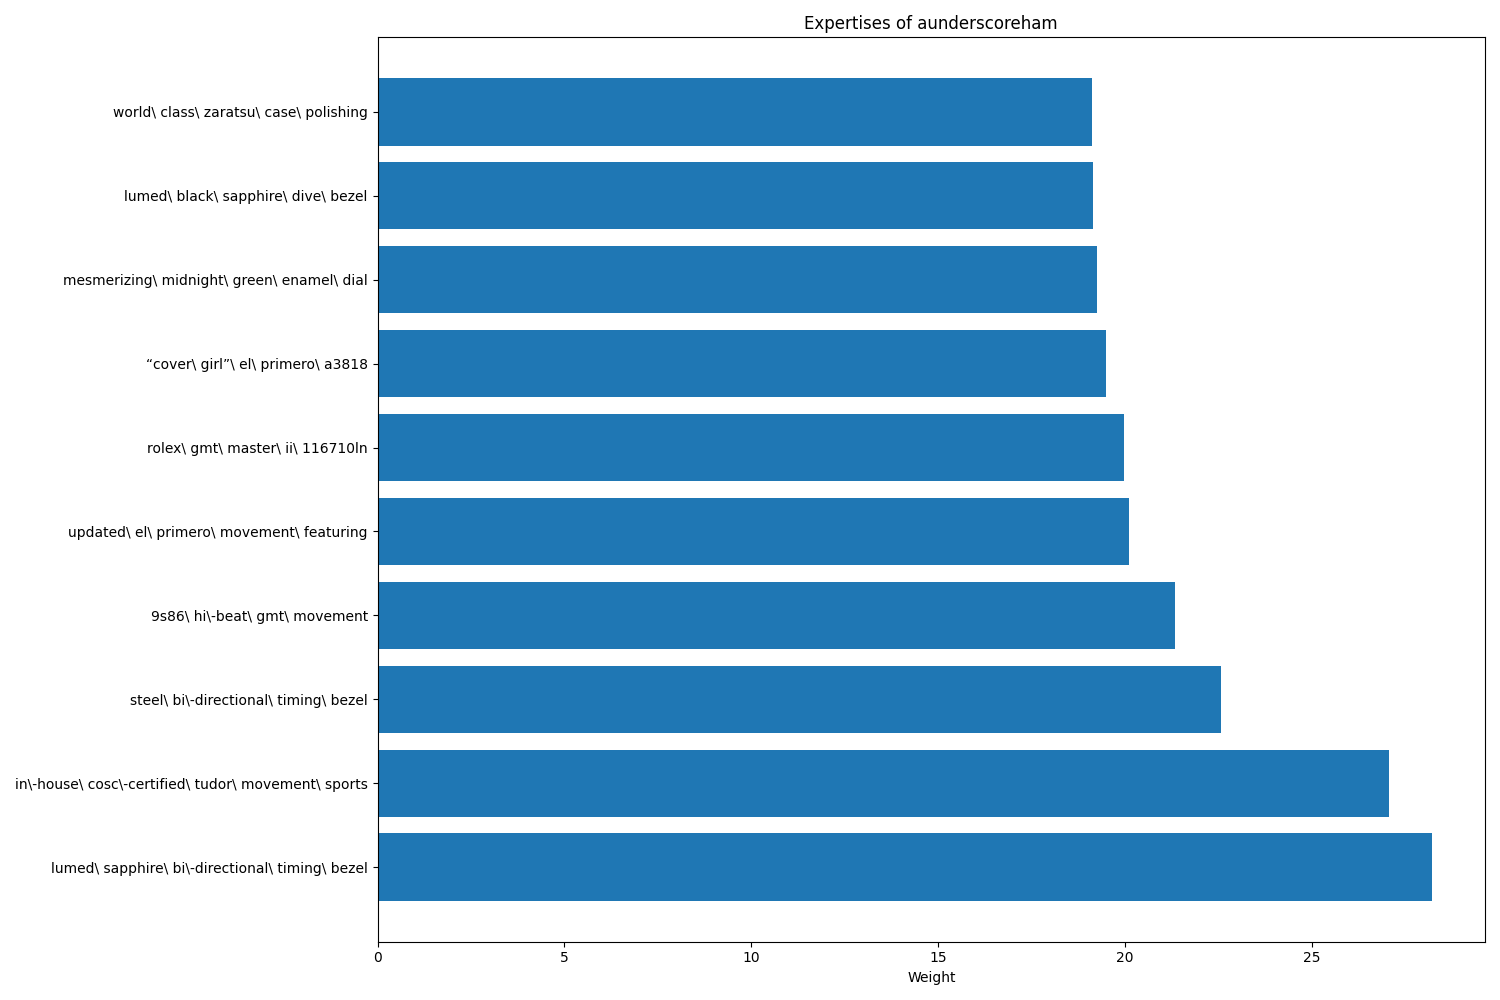 Expertises of aunderscoreham
world\ class\ zaratsu\ case\ polishing
lumed\ black\ sapphire\ dive\ bezel
mesmerizing\ midnight\ green\ enamel\ dial
“cover\ girl”\ el\ primero\ a3818
rolex\ gmt\ master\ ii\ 116710ln
updated\ el\ primero\ movement\ featuring
9s86\ hi\-beat\ gmt\ movement
steel\ bi\-directional\ timing\ bezel
in\-house\ cosc\-certified\ tudor\ movement\ sports
lumed\ sapphire\ bi\-directional\ timing\ bezel
0 5 10 15 20 25
Weight